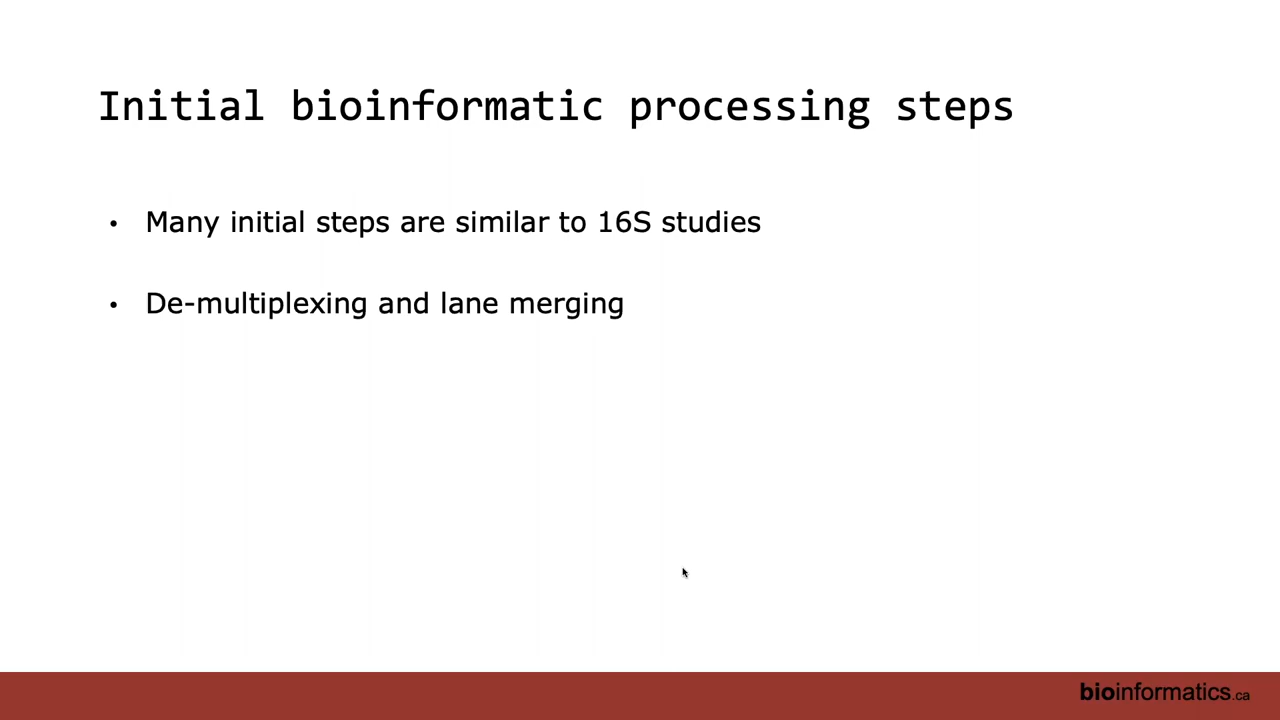 Initial bioinformatic processing steps
• Many initial steps are similar to 16S studies
• De-multiplexing and lane merging
bioinformatics.ca